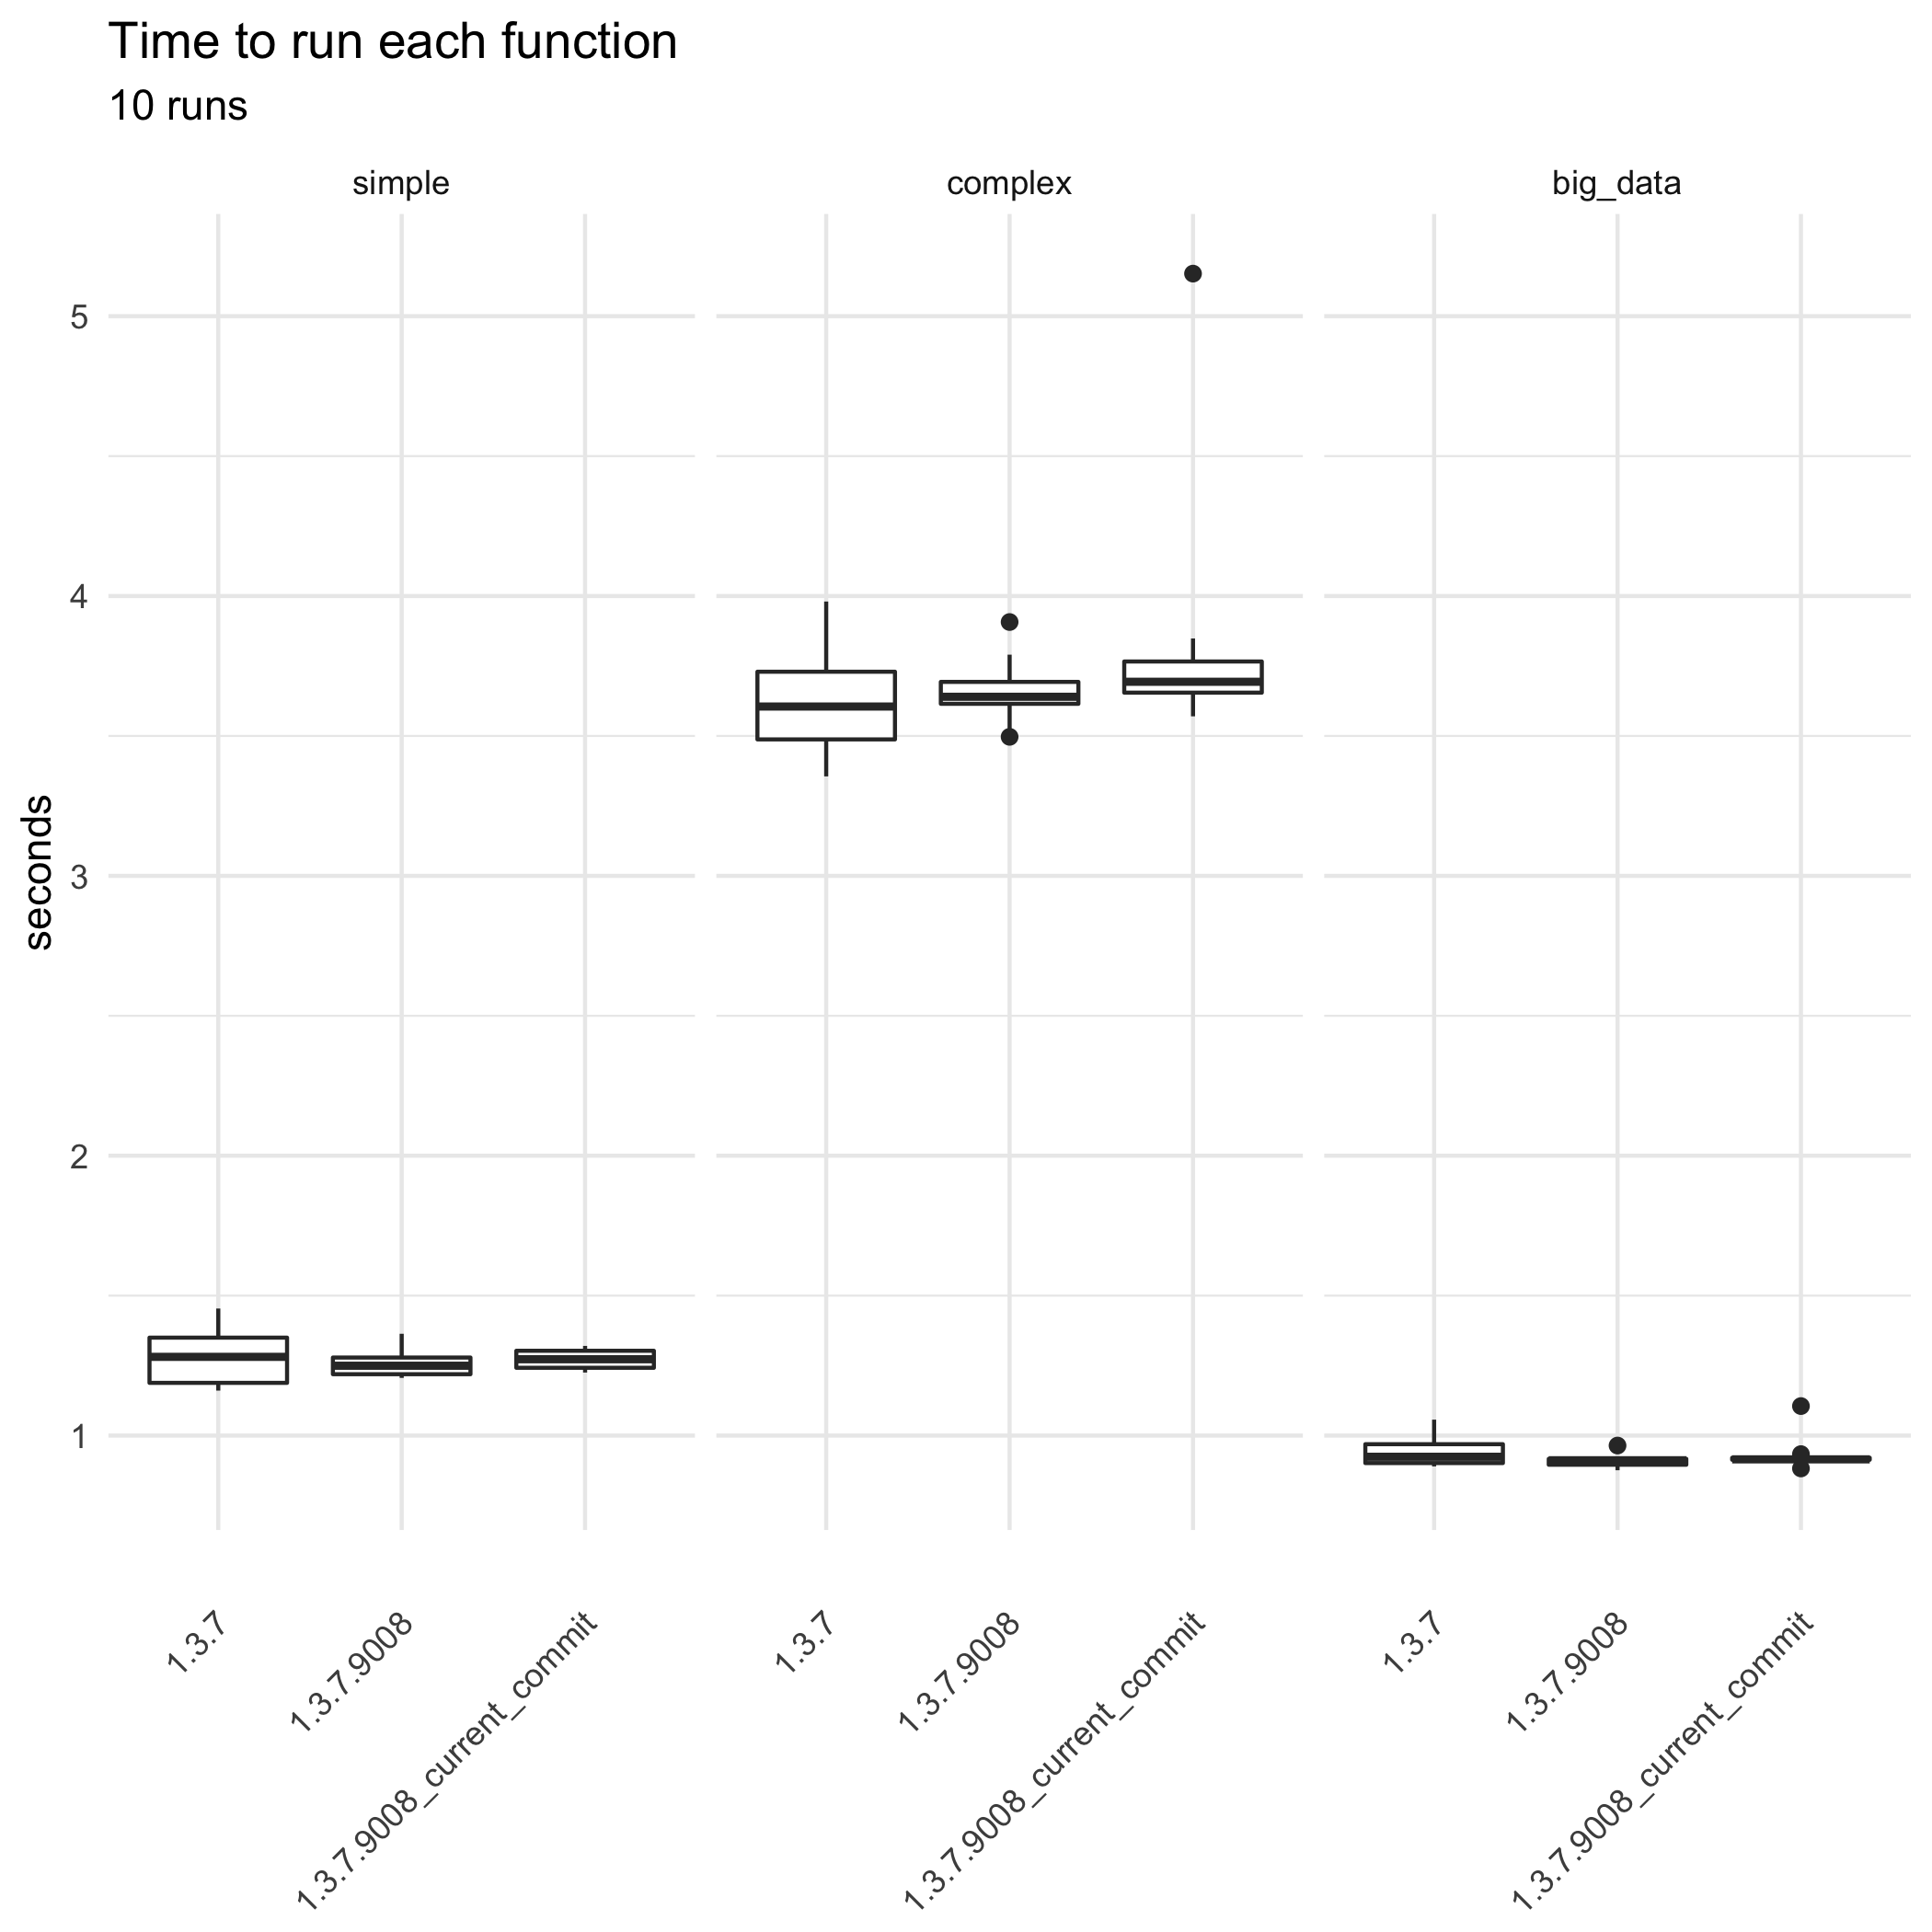 Time to run each function
10 runs
simple
complex
big_data
seconds
5
4
3
2
1
1.3.7
1.3.7.9008
1.3.7.9008_current_commit
1.3.7
1.3.7.9008
1.3.7.9008_current_commit
1.3.7
1.3.7.9008
1.3.7.9008_current_commit